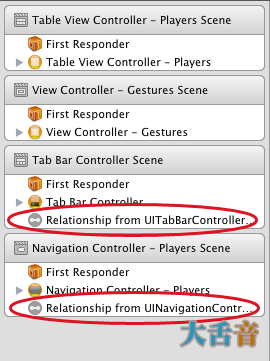 Table View Controller – Players Scene
First Responder
Table View Controller – Players
View Controller – Gestures Scene
First Responder
View Controller – Gestures
Tab Bar Controller Scene
First Responder
Tab Bar Controller
Relationship from UITabBarController...
Navigation Controller – Players Scene
First Responder
Navigation Controller – Players
Relationship from UINavigationContr...
大舌音